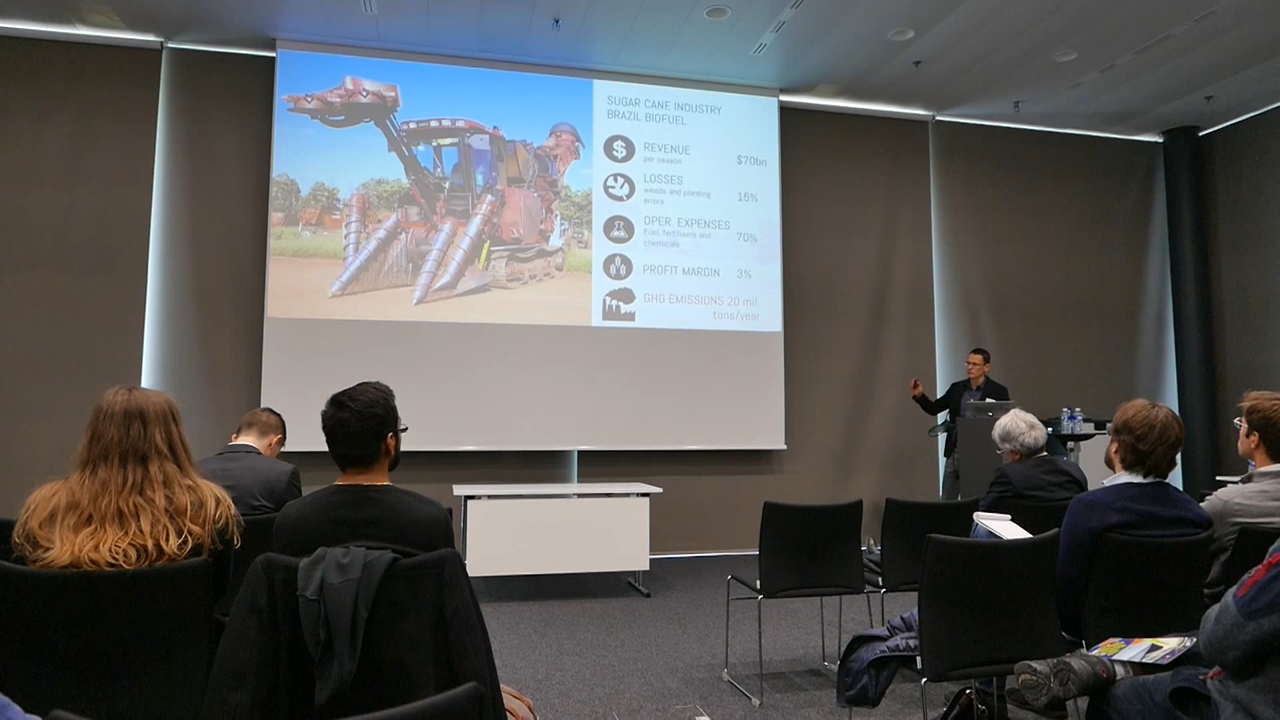 SUGAR CANE INDUSTRY
BRAZIL BIOFUEL
$ REVENUE
per season $70bn
LOSSES
weeds and planting 15%
errors
OPER. EXPENSES
Fuel, fertilisers and 70%
chemicals
PROFIT MARGIN 3%
GHG EMISSIONS 20 mil
tons/year